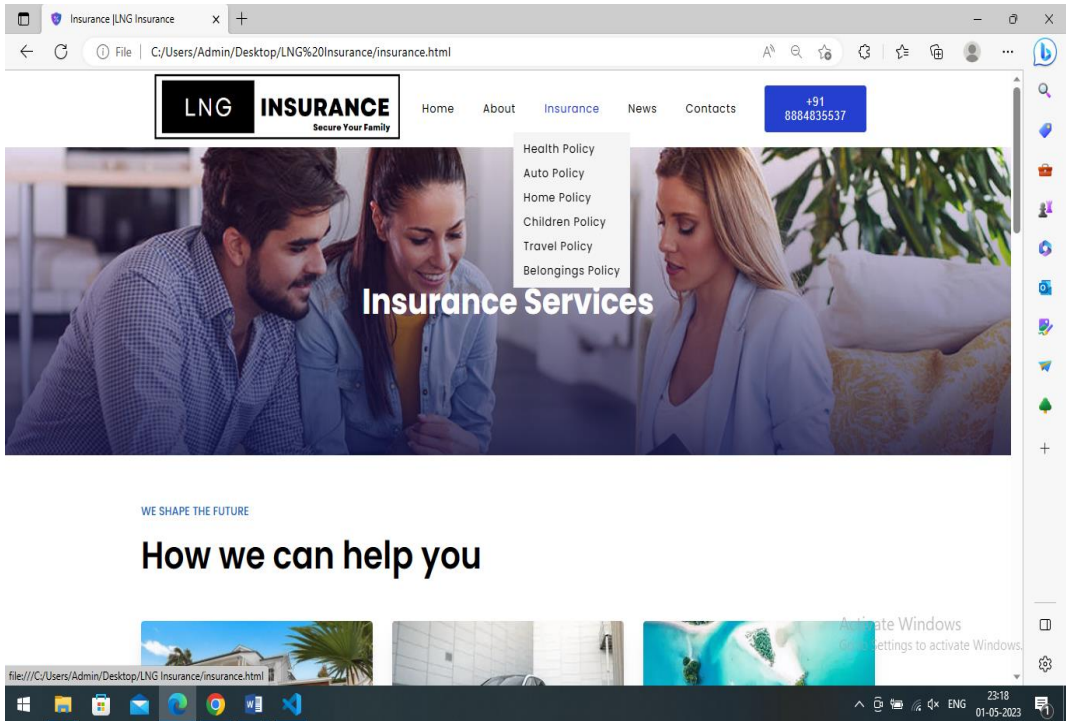 Insurance |LNG Insurance
File
C:/Users/Admin/Desktop/LNG%20Insurance/insurance.html
LNG INSURANCE
Secure Your Family
Home About Insurance News Contacts
+91
8884835537
Health Policy
Auto Policy
Home Policy
Children Policy
Travel Policy
Belongings Policy
Insurance Services
WE SHAPE THE FUTURE
How we can help you
Activate Windows
Settings to activate Windows.
file:///C:/Users/Admin/Desktop/LNG Insurance/insurance.html
ENG
23:18
01-05-2023